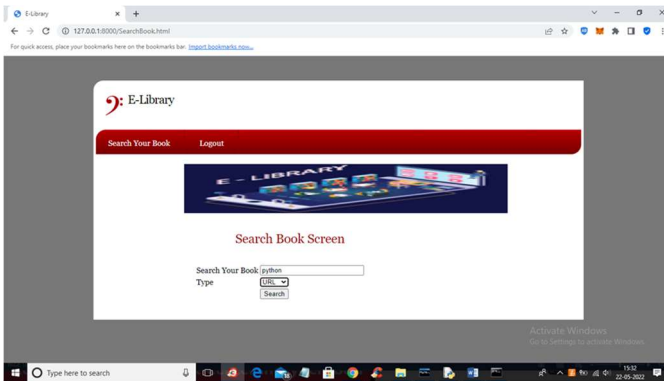 E-Library
127.0.0.1:8000/SearchBook.html
For quick access, place your bookmarks here on the bookmarks bar. Import bookmarks now...
E-Library
Search Your Book Logout
E - LIBRARY
Search Book Screen
Search Your Book python
Type URL
Search
Activate Windows
Go to Settings to activate Windows.
Type here to search
15:32
22-05-2022